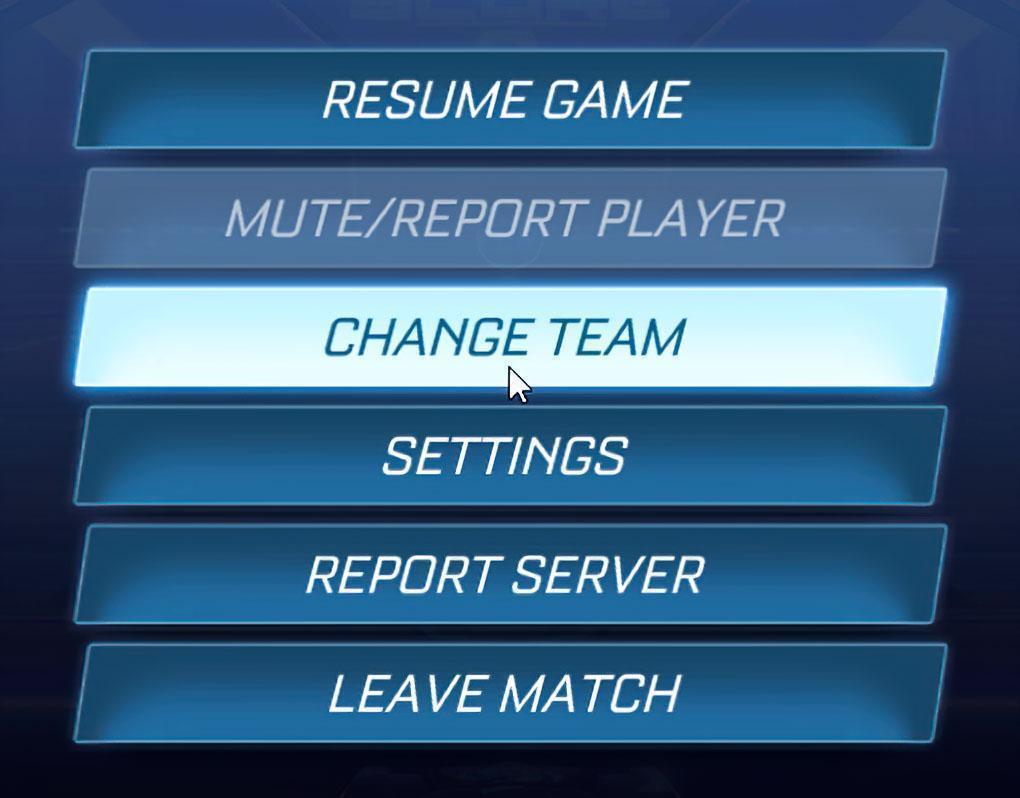 RESUME GAME
MUTE/REPORT PLAYER
CHANGE TEAM
SETTINGS
REPORT SERVER
LEAVE MATCH